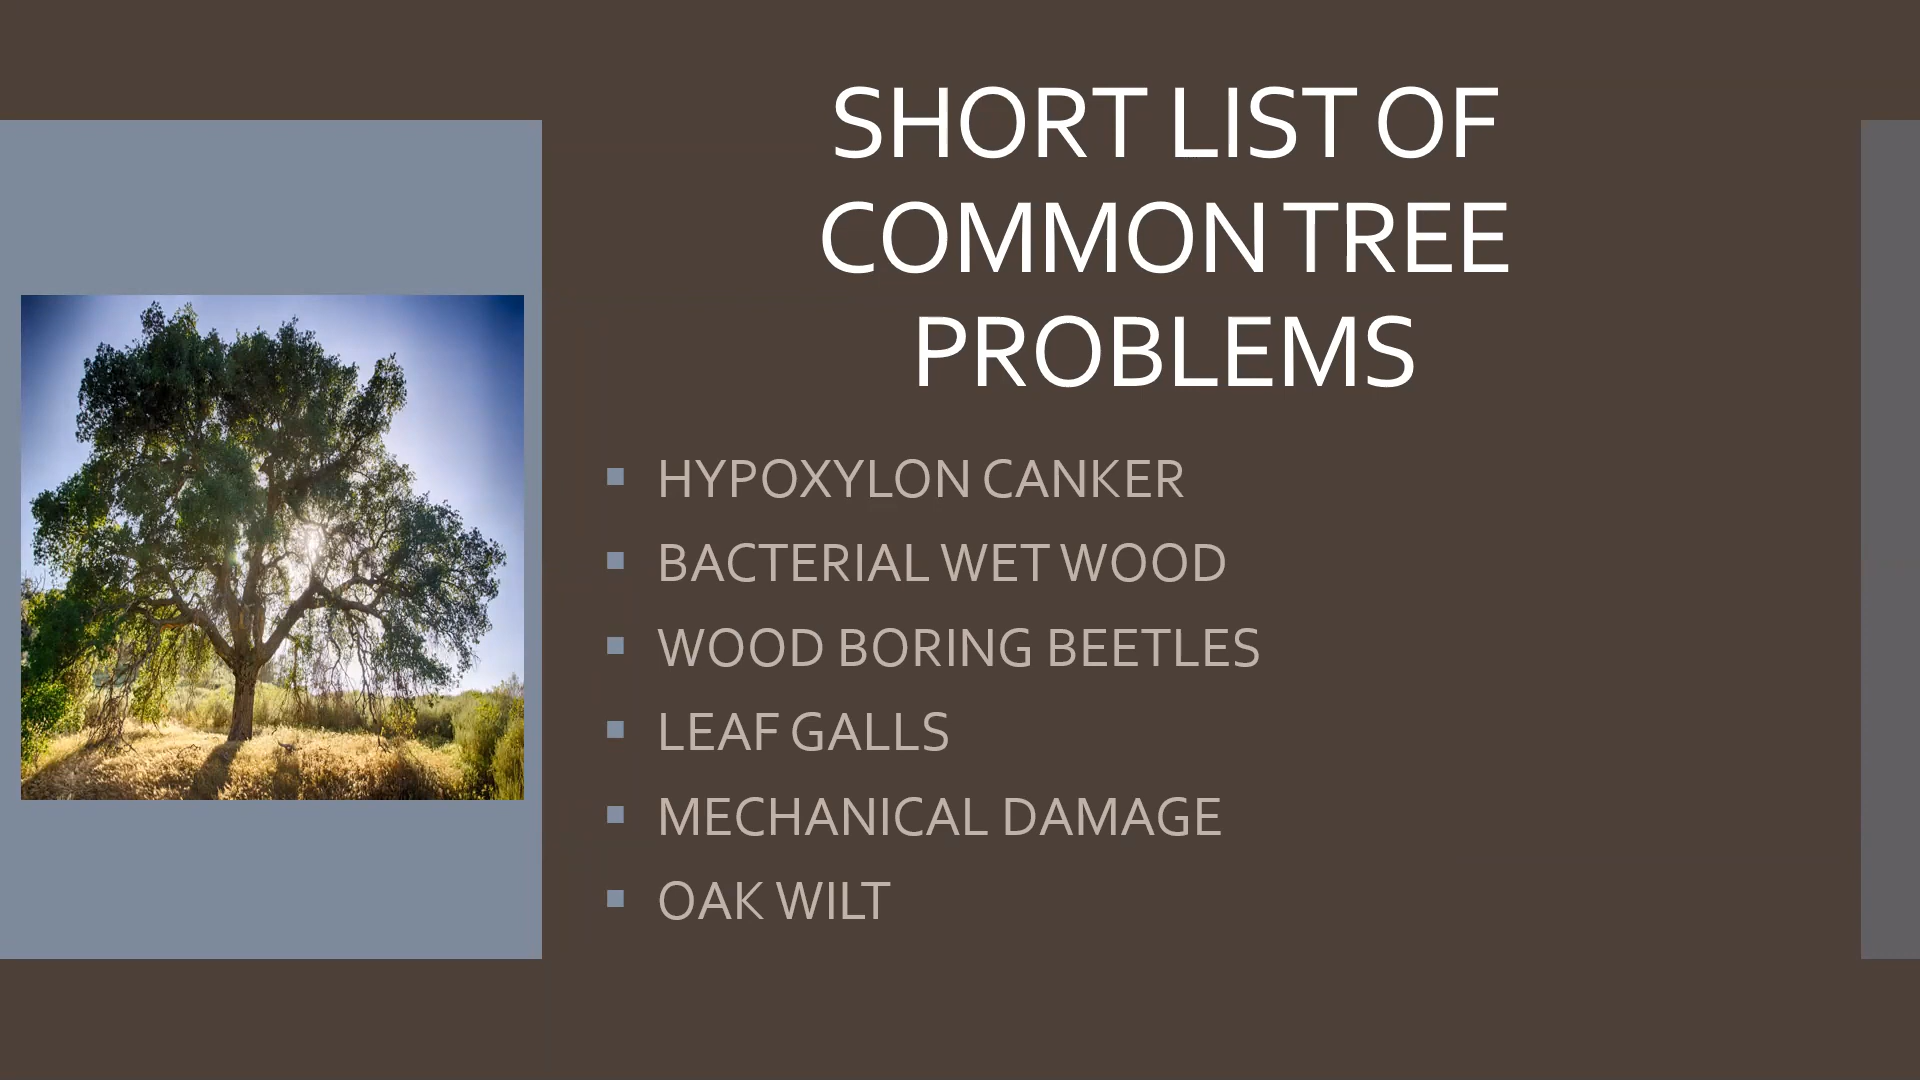 SHORT LIST OF
COMMON TREE
PROBLEMS
▪ HYPOXYLON CANKER
▪ BACTERIAL WET WOOD
▪ WOOD BORING BEETLES
▪ LEAF GALLS
▪ MECHANICAL DAMAGE
▪ OAK WILT